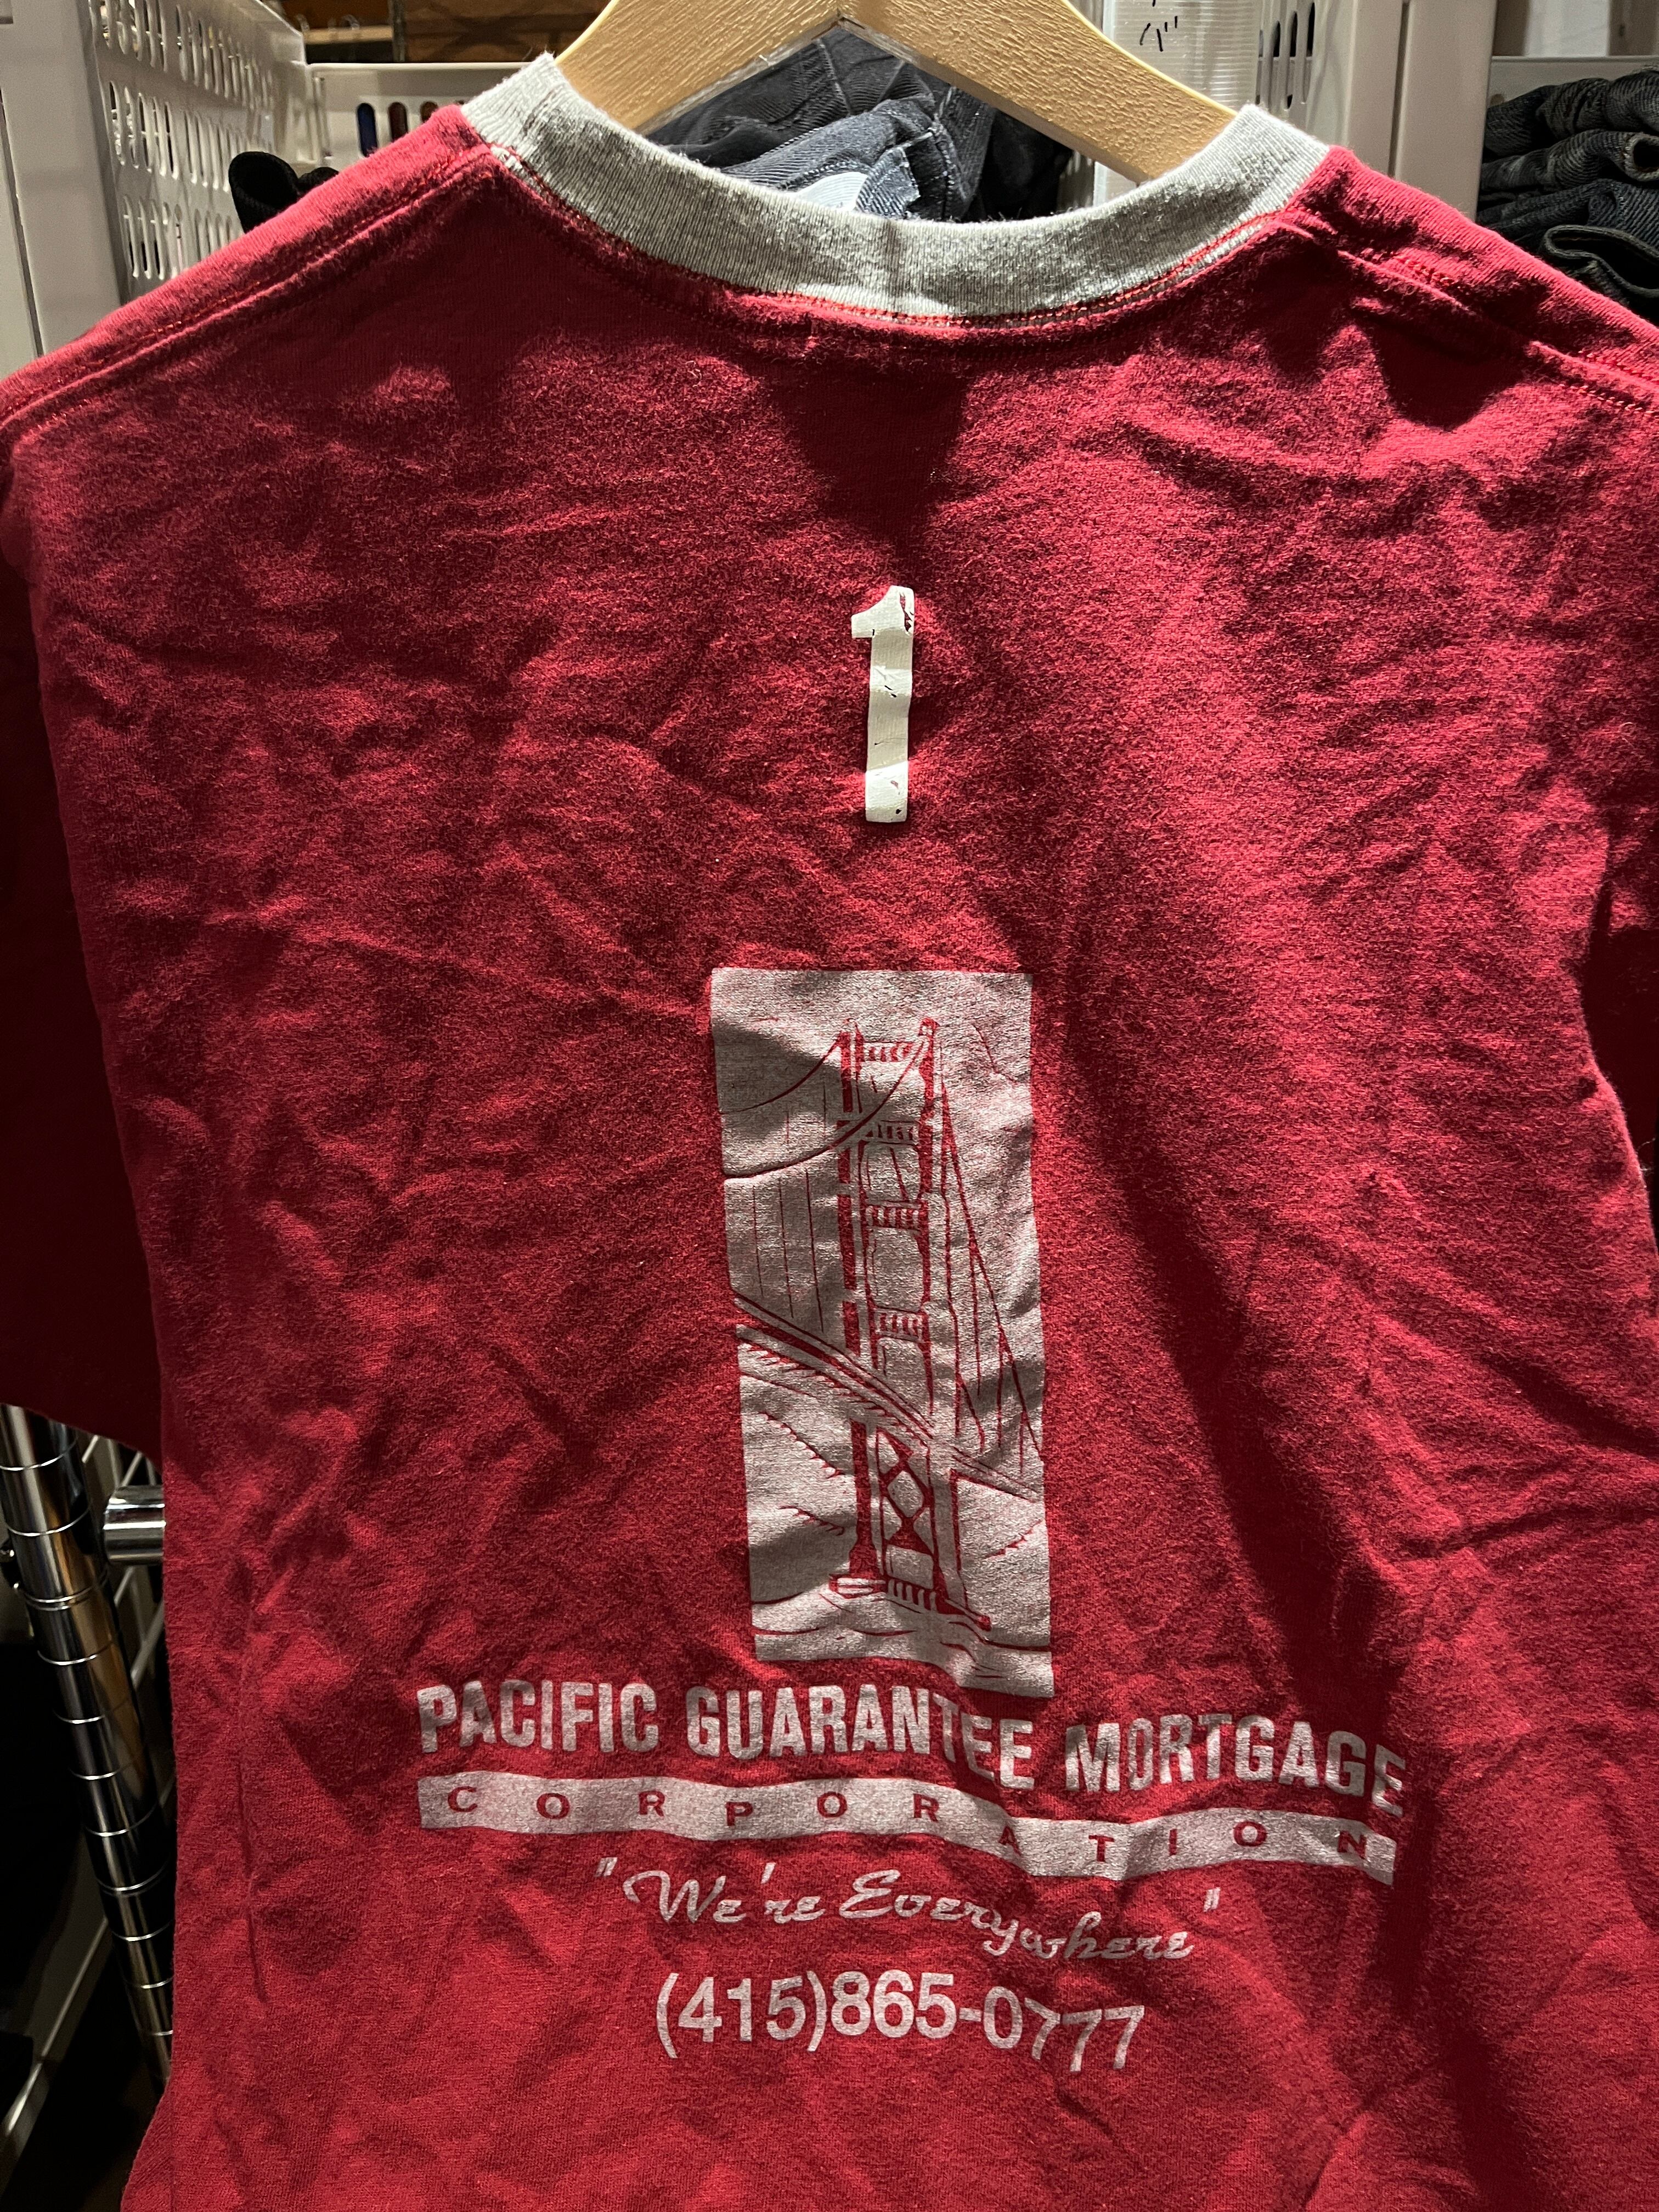 1
PACIFIC GUARANTEE MORTGAGE
CORPORATION
"We're Everywhere"
(415)865-0777